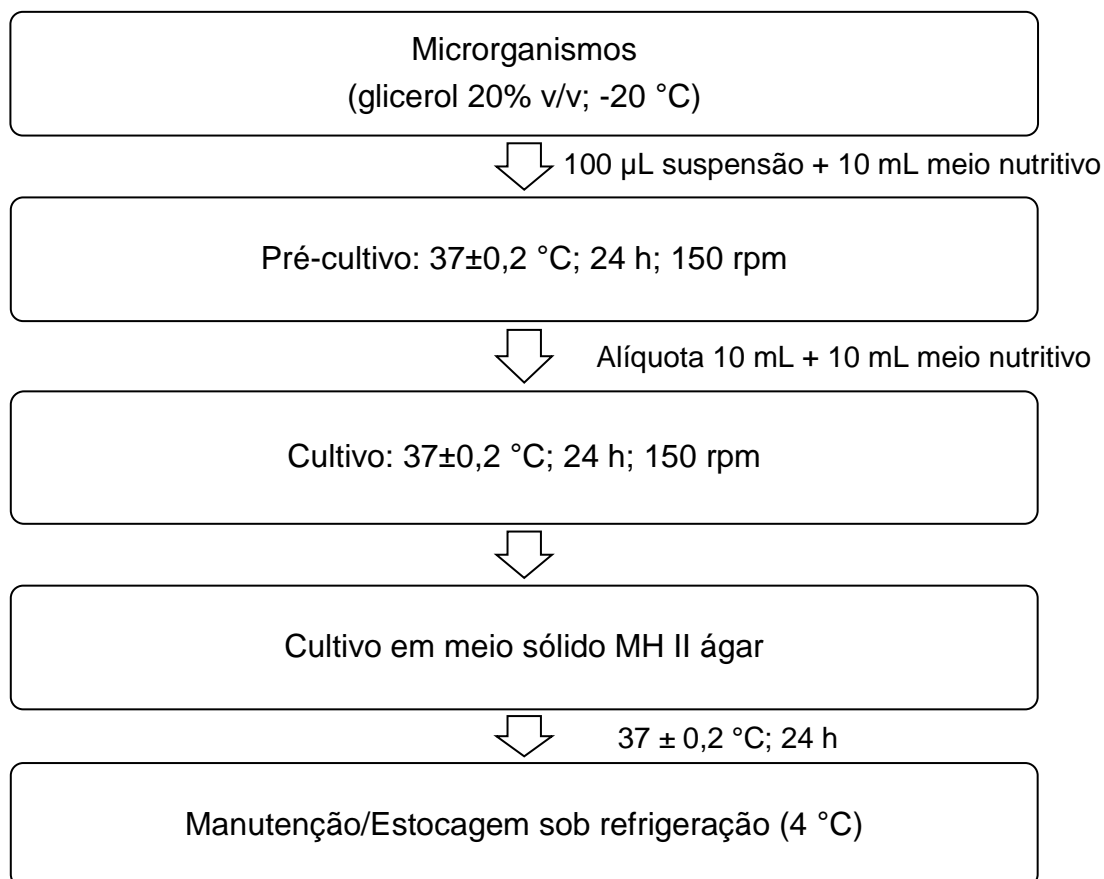 Microrganismos
(glicerol 20% v/v; -20 °C)
100 µL suspensão + 10 mL meio nutritivo
Pré-cultivo: 37±0,2 °C; 24 h; 150 rpm
Alíquota 10 mL + 10 mL meio nutritivo
Cultivo: 37±0,2 °C; 24 h; 150 rpm
Cultivo em meio sólido MH II ágar
37 ± 0,2 °C; 24 h
Manutenção/Estocagem sob refrigeração (4 °C)